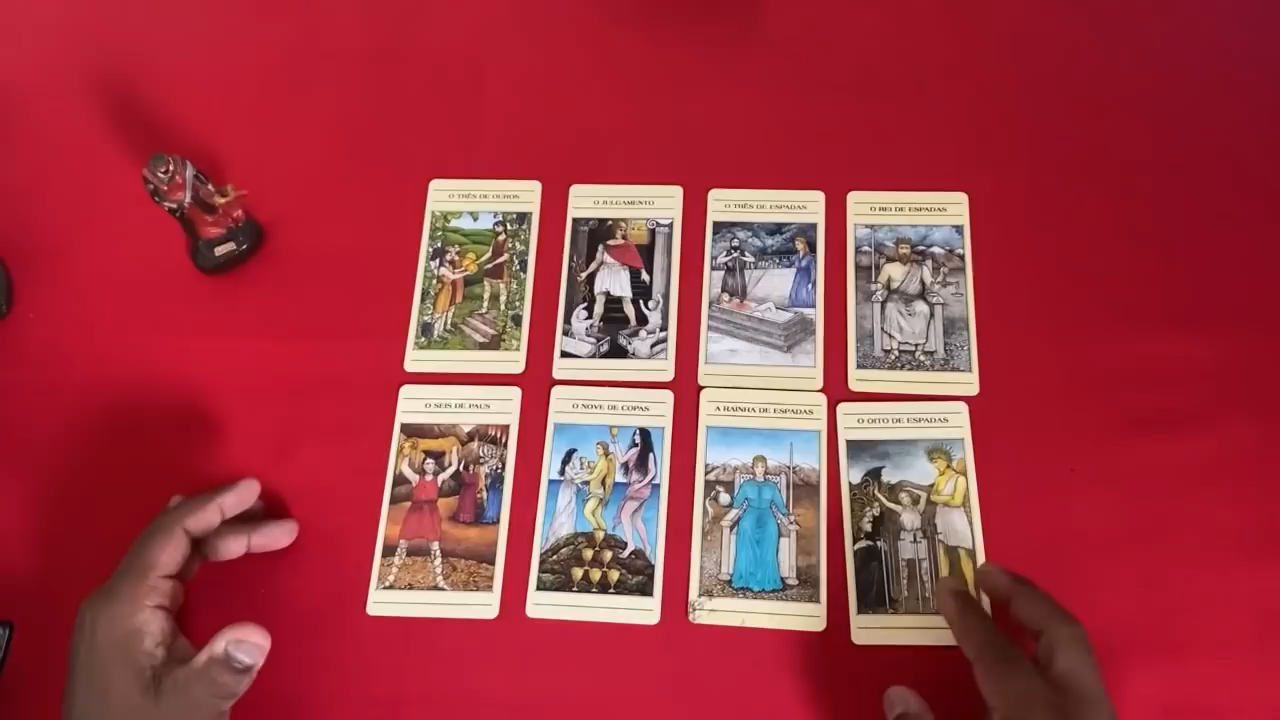 O TRÊS DE OUROS
O JULGAMENTO
O TRÊS DE ESPADAS
O REI DE ESPADAS
O SEIS DE PAUS
O NOVE DE COPAS
A RAINHA DE ESPADAS
O OITO DE ESPADAS